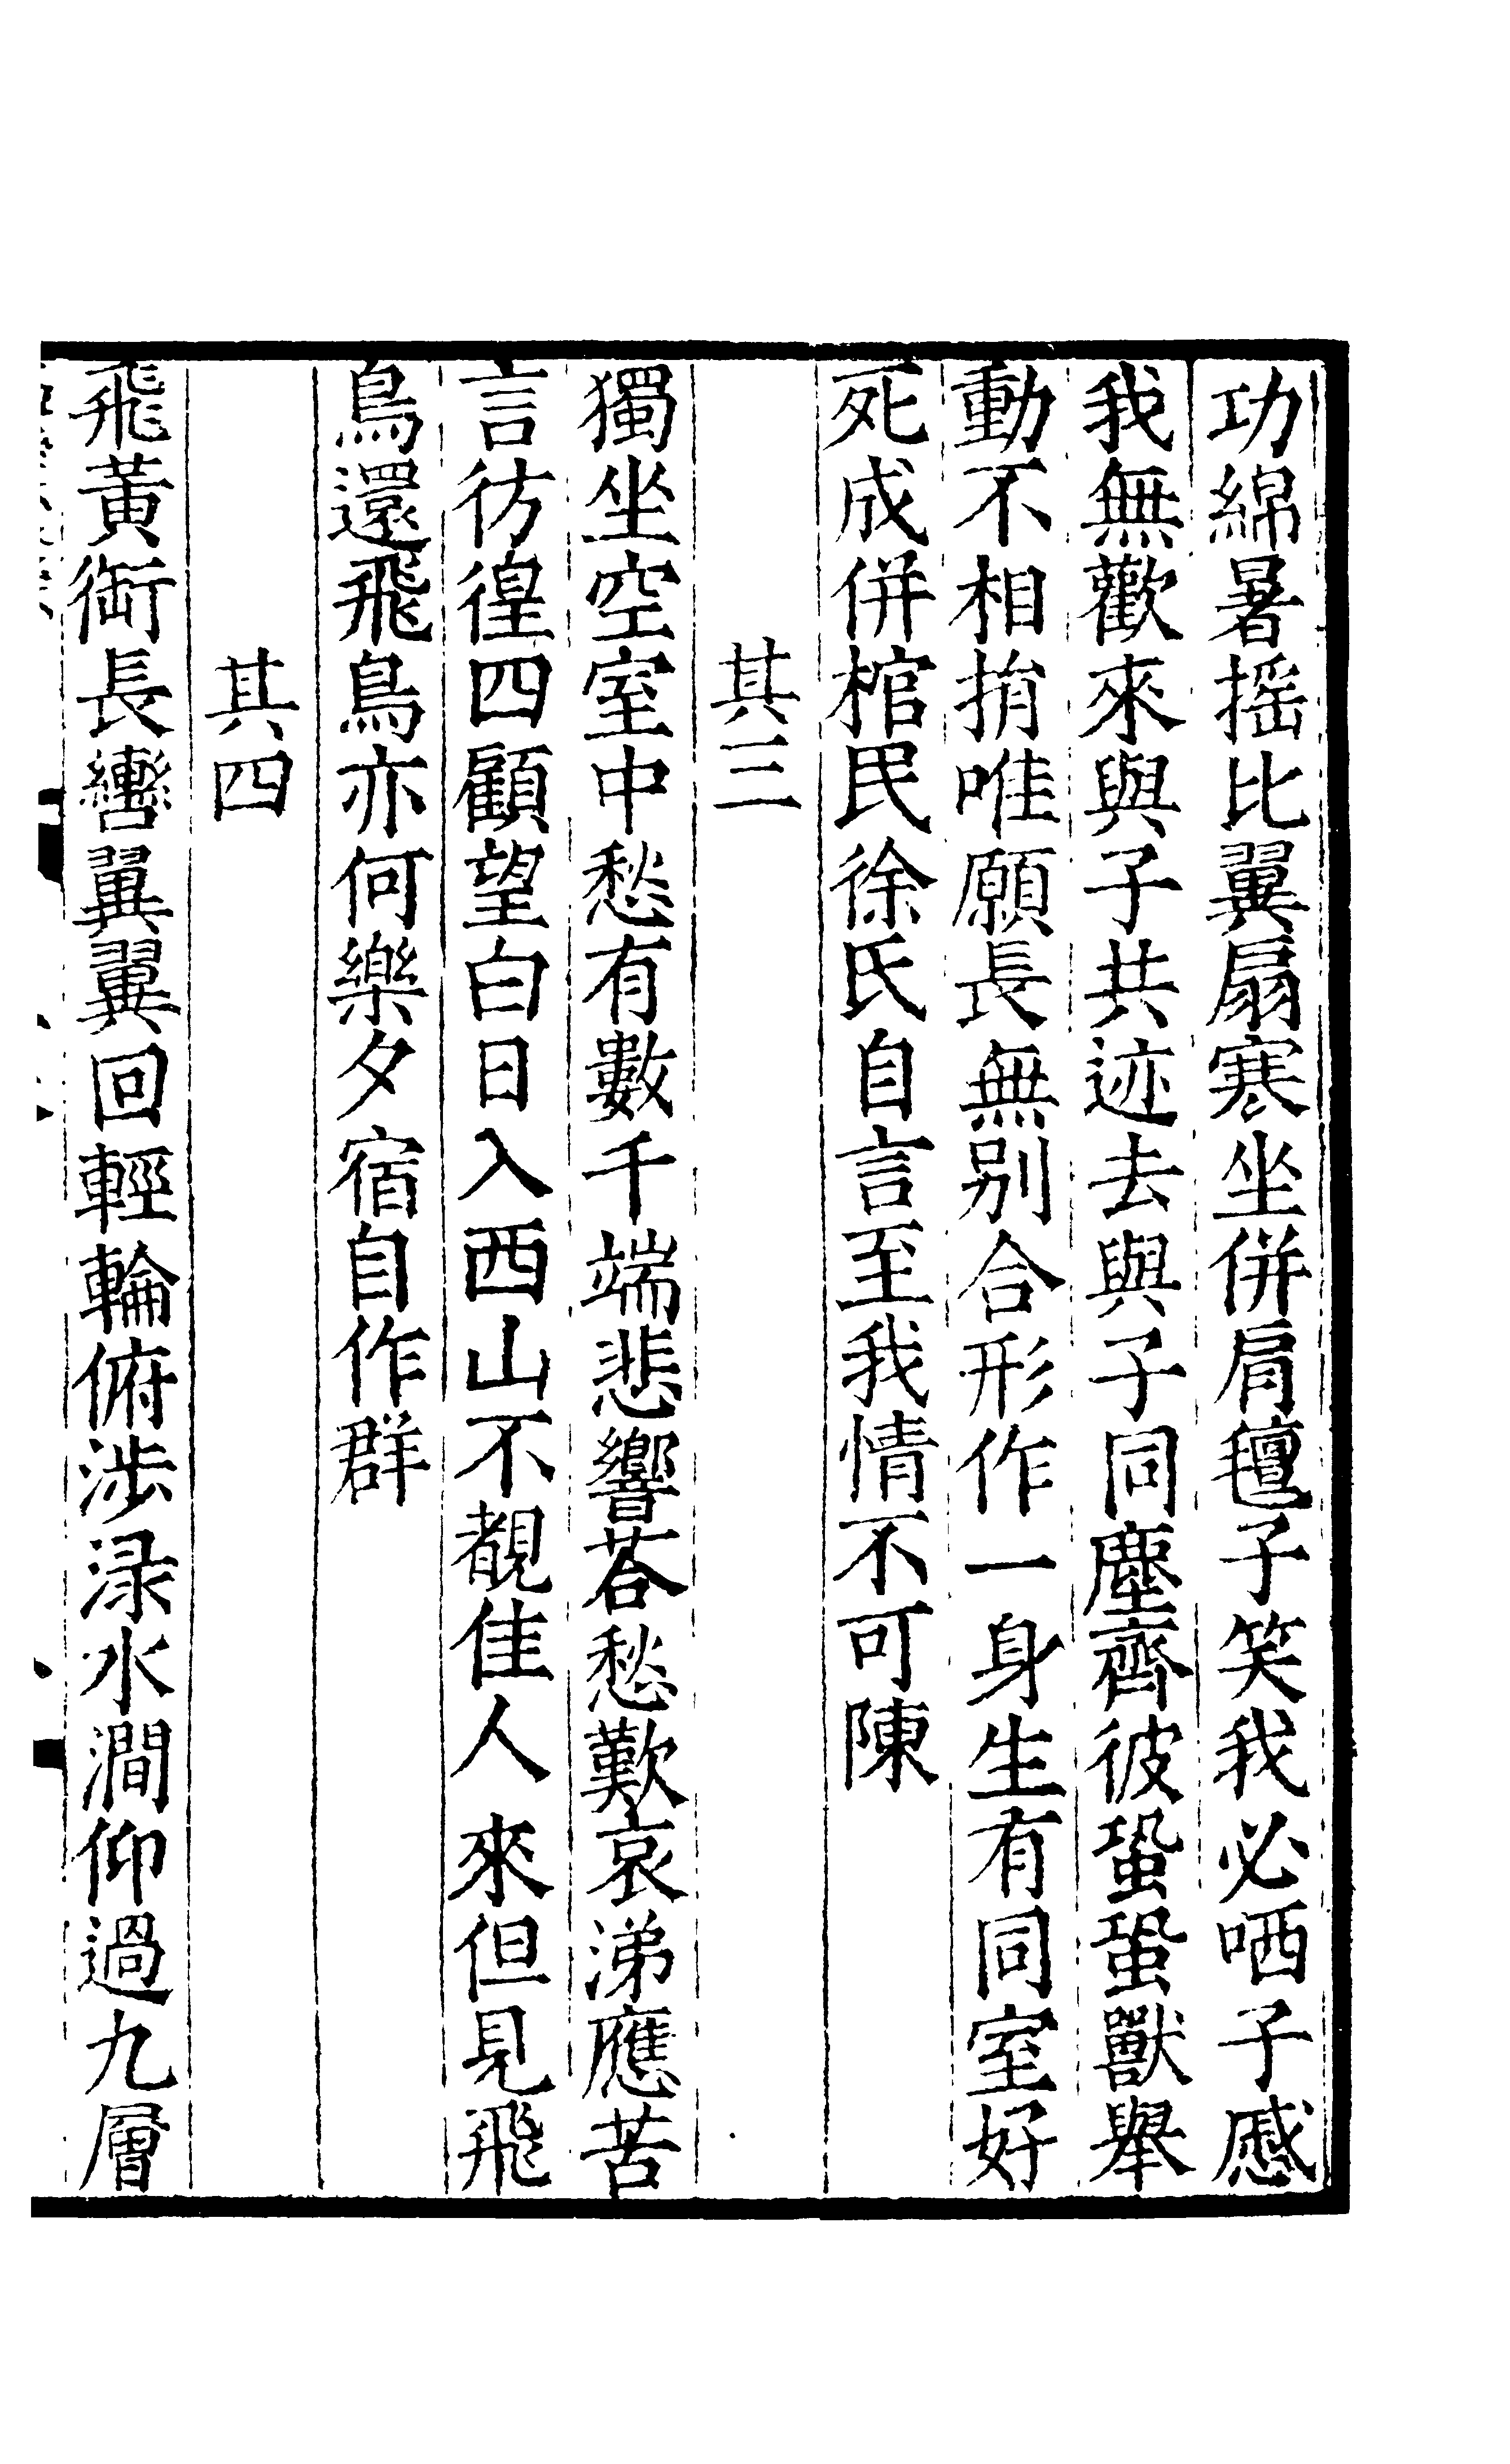 功綿暑搖比翼扇寒坐併肩氊子笑我必哂子慼
我無歡來與子共迹去與子同塵齊彼蛩蛩獸舉
動不相捐唯願長無别合形作一身生有同室好
死成併棺民徐氏自言至我情不可陳
其三
獨坐空室中愁有數千端悲響荅愁歎哀涕應苦
言彷徨四顧望白日入西山不覩佳人來但見飛
鳥還飛鳥亦何樂夕宿自作群
其四
飛黃銜長轡翼翼回輕輪俯涉淥水澗仰過九層